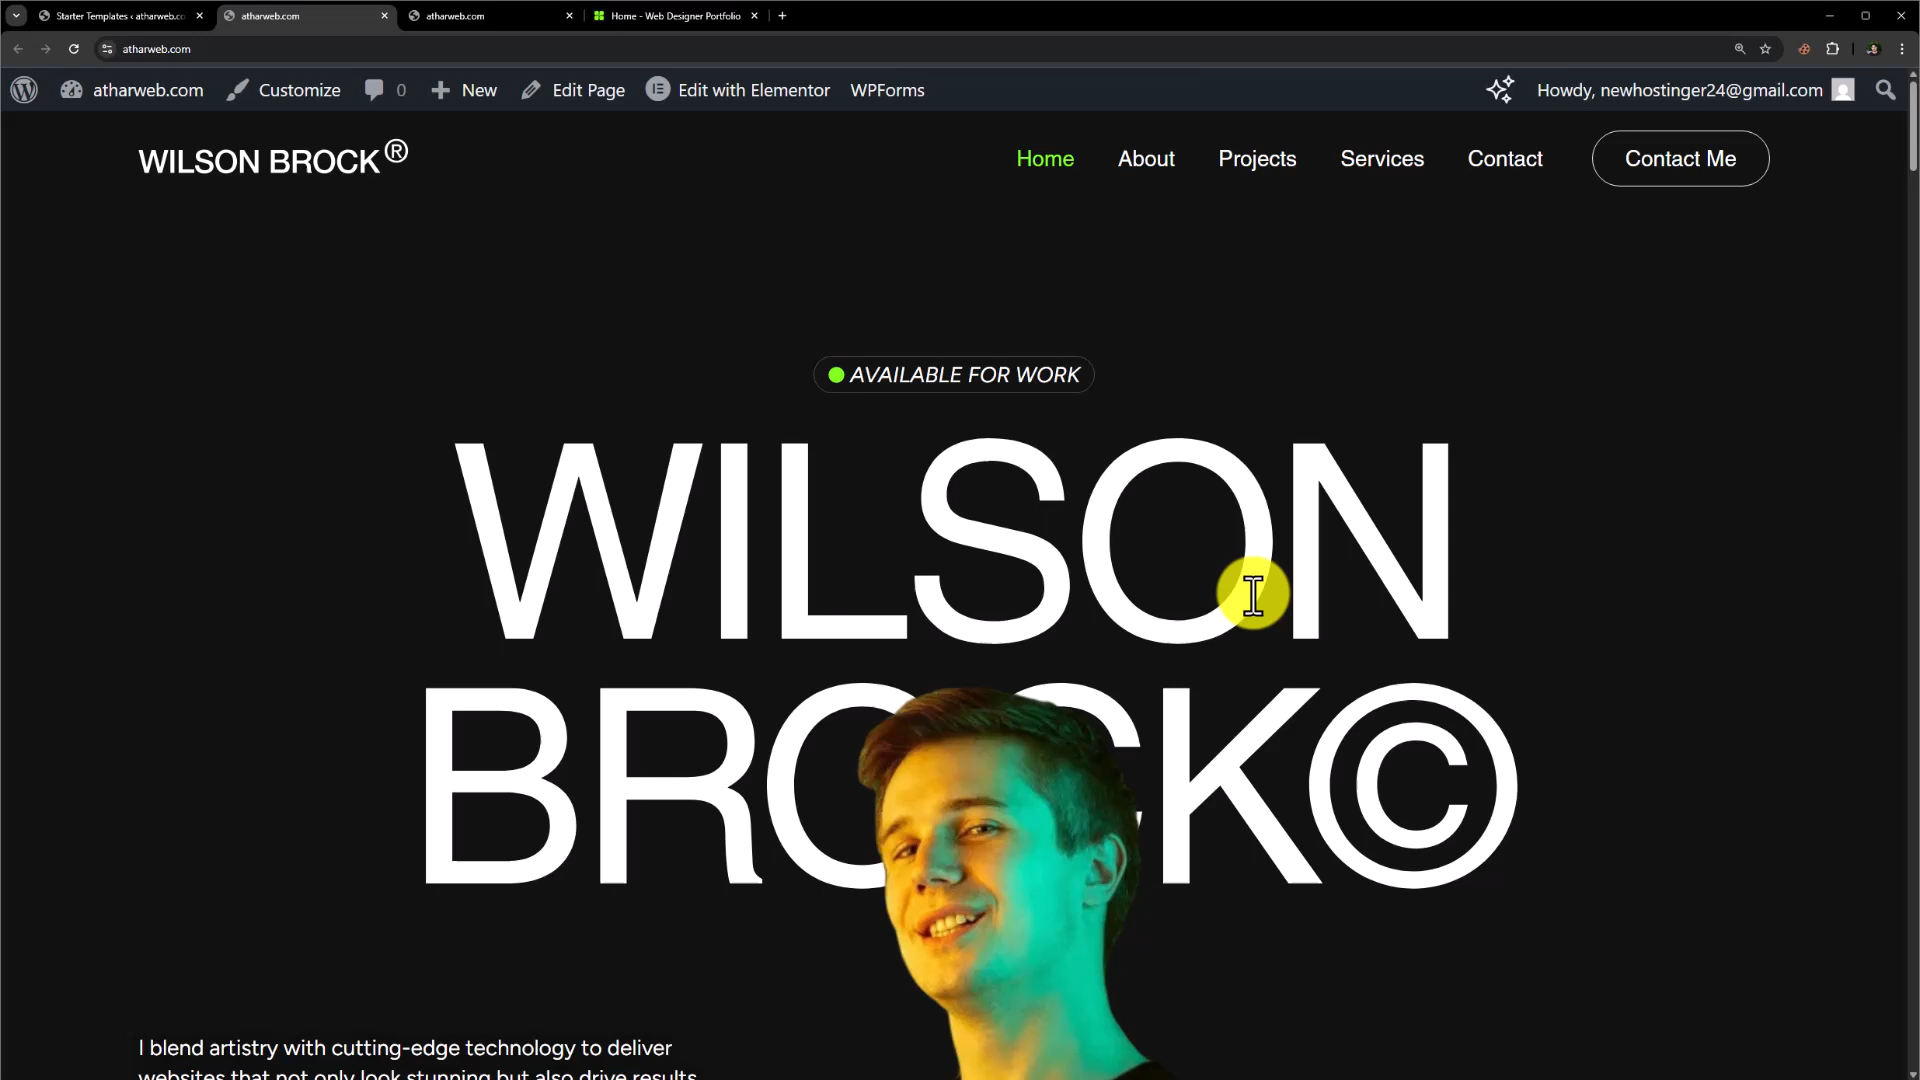 Starter Templates ‹ atharweb.co
atharweb.com
atharweb.com
Home - Web Designer Portfolio
atharweb.com
atharweb.com
Customize
0
New
Edit Page
Edit with Elementor
WPForms
Howdy, newhostinger24@gmail.com
WILSON BROCK®
Home
About
Projects
Services
Contact
Contact Me
AVAILABLE FOR WORK
WILSON
BROCK©
I blend artistry with cutting-edge technology to deliver
websites that not only look stunning but also drive results